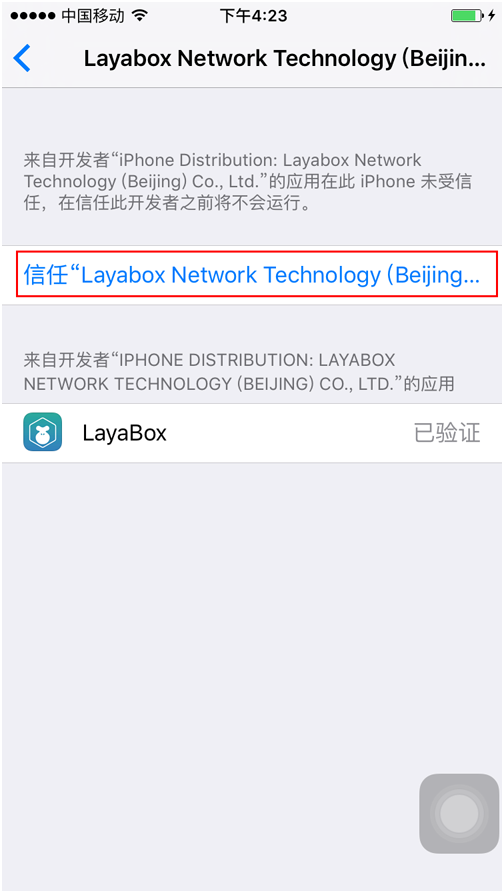 中国移动 下午4:23
Layabox Network Technology (Beijin...
来自开发者“iPhone Distribution: Layabox Network
Technology (Beijing) Co., Ltd.”的应用在此 iPhone 未受信
任，在信任此开发者之前将不会运行。
信任“Layabox Network Technology (Beijing...
来自开发者“IPHONE DISTRIBUTION: LAYABOX
NETWORK TECHNOLOGY (BEIJING) CO., LTD.”的应用
LayaBox 已验证